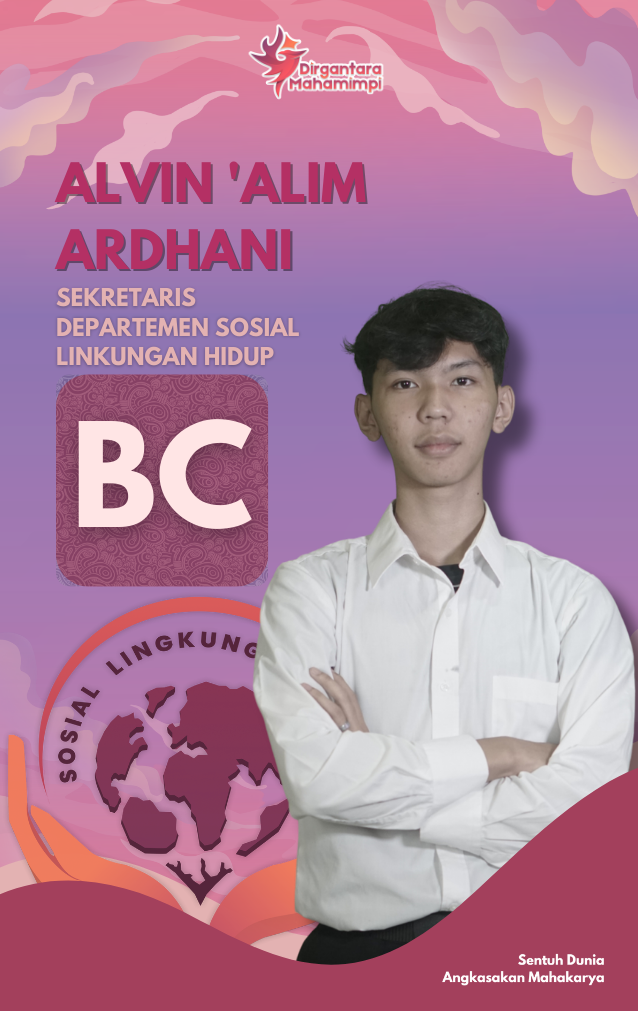 Dirgantara
Mahamimpi
ALVIN 'ALIM
ARDHANI
SEKRETARIS
DEPARTEMEN SOSIAL
LINKUNGAN HIDUP
BC
SOSIAL LINGKUNG
Sentuh Dunia
Angkasakan Mahakarya